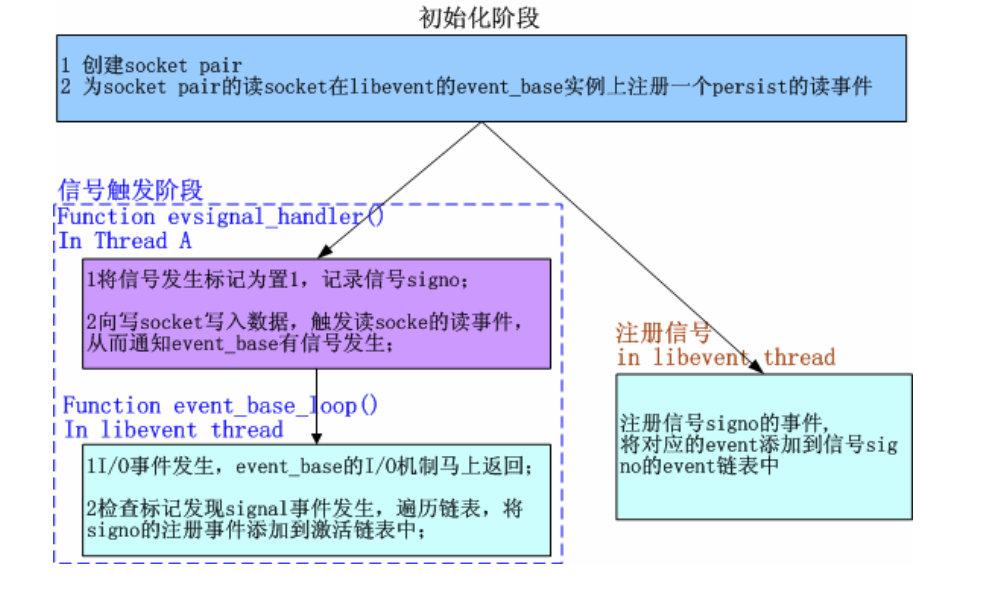 初始化阶段
1 创建socket pair
2 为socket pair的读socket在libevent的event_base实例上注册一个persist的读事件
信号触发阶段
Function evsignal_handler()
In Thread A
1将信号发生标记为置1，记录信号signo；
2向写socket写入数据，触发读socke的读事件，
从而通知event_base有信号发生；
Function event_base_loop()
In libevent thread
1I/O事件发生，event_base的I/O机制马上返回；
2检查标记发现signal事件发生，遍历链表，将
signo的注册事件添加到激活链表中；
注册信号
in libevent thread
注册信号signo的事件，
将对应的event添加到信号sig
no的event链表中